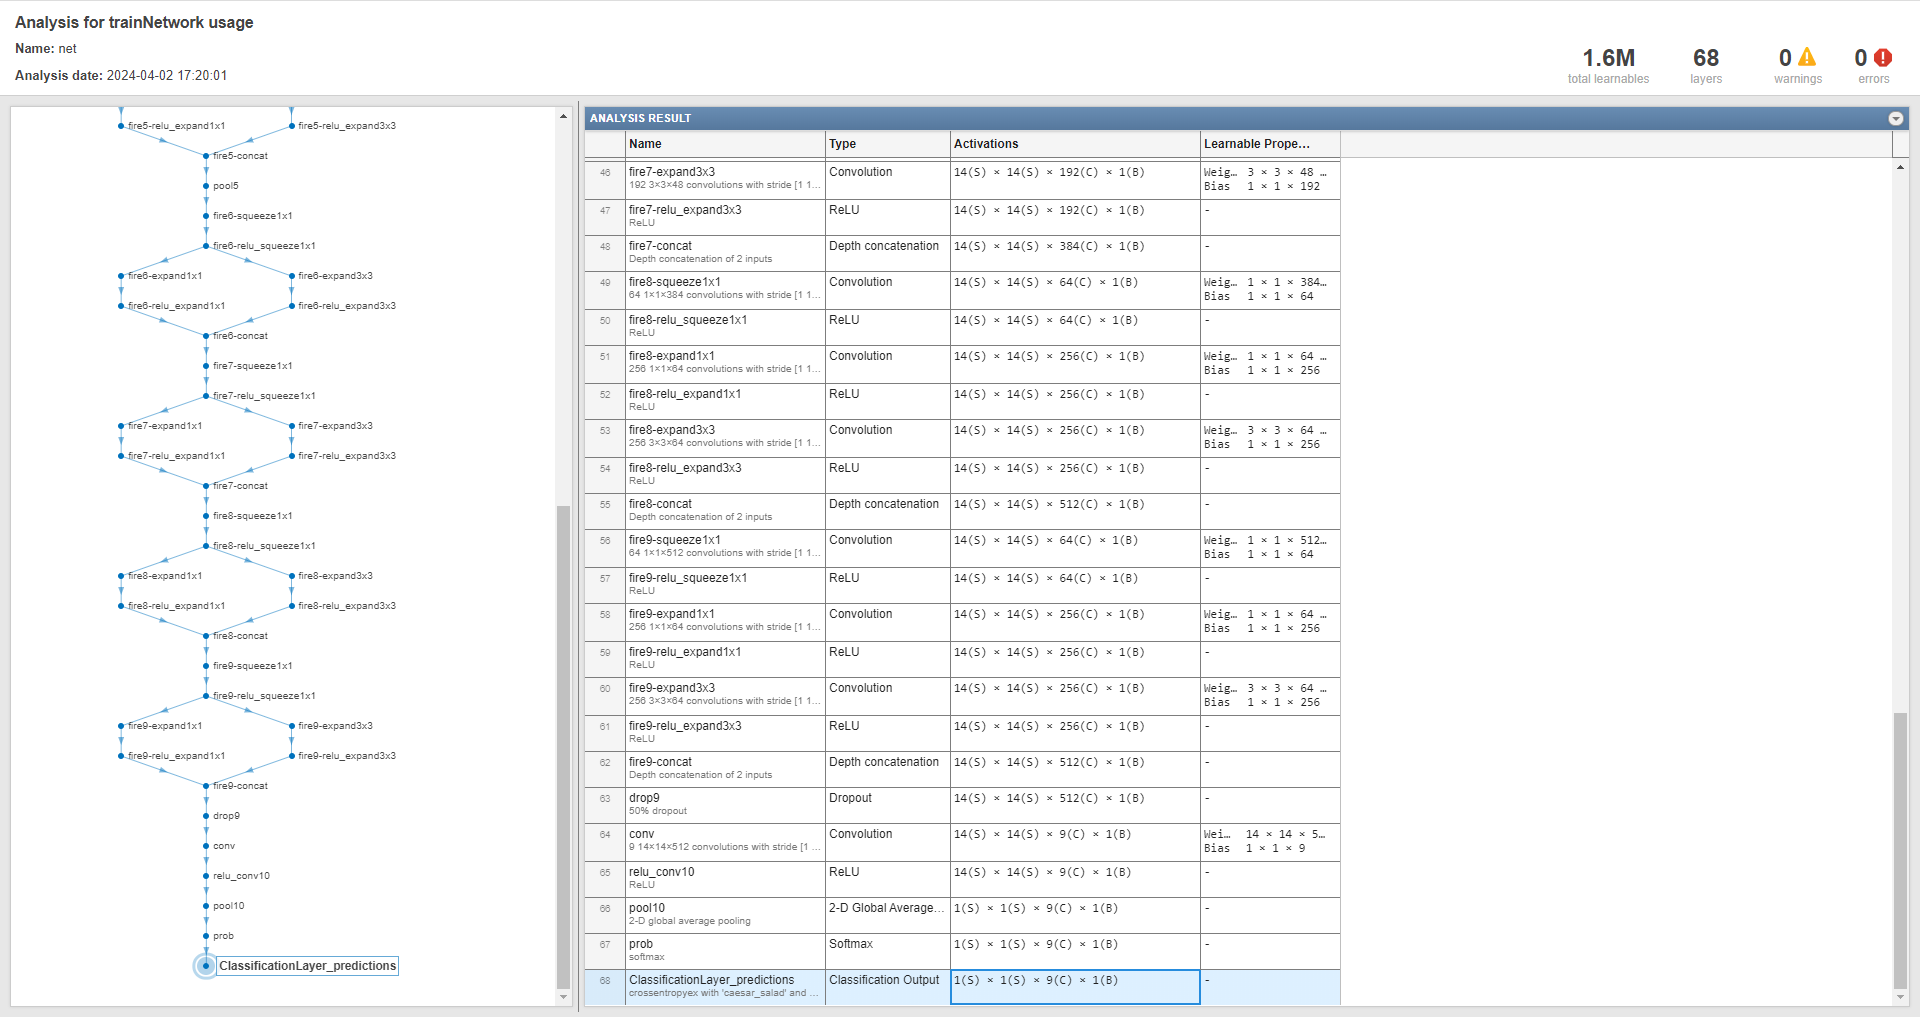 Analysis for trainNetwork usage
Name: net
Analysis date: 2024-04-02 17:20:01
1.6M
total learnables
68
layers
0
warnings
0
errors
fire5-relu_expand1x1
fire5-relu_expand3x3
fire5-concat
pool5
fire6-squeeze1x1
fire6-relu_squeeze1x1
fire6-expand1x1
fire6-expand3x3
fire6-relu_expand1x1
fire6-relu_expand3x3
fire6-concat
fire7-squeeze1x1
fire7-relu_squeeze1x1
fire7-expand1x1
fire7-expand3x3
fire7-relu_expand1x1
fire7-relu_expand3x3
fire7-concat
fire8-squeeze1x1
fire8-relu_squeeze1x1
fire8-expand1x1
fire8-expand3x3
fire8-relu_expand1x1
fire8-relu_expand3x3
fire8-concat
fire9-squeeze1x1
fire9-relu_squeeze1x1
fire9-expand1x1
fire9-expand3x3
fire9-relu_expand1x1
fire9-relu_expand3x3
fire9-concat
drop9
conv
relu_conv10
pool10
prob
ClassificationLayer_predictions
ANALYSIS RESULT
Name Type Activations Learnable Prope…
46 fire7-expand3x3 Convolution 14(S) × 14(S) × 192(C) × 1(B) Weig… 3 × 3 × 48 …
192 3×3×48 convolutions with stride [1 1… Bias 1 × 1 × 192
47 fire7-relu_expand3x3 ReLU 14(S) × 14(S) × 192(C) × 1(B) -
ReLU
48 fire7-concat Depth concatenation 14(S) × 14(S) × 384(C) × 1(B) -
Depth concatenation of 2 inputs
49 fire8-squeeze1x1 Convolution 14(S) × 14(S) × 64(C) × 1(B) Weig… 1 × 1 × 384…
64 1×1×384 convolutions with stride [1 1… Bias 1 × 1 × 64
50 fire8-relu_squeeze1x1 ReLU 14(S) × 14(S) × 64(C) × 1(B) -
ReLU
51 fire8-expand1x1 Convolution 14(S) × 14(S) × 256(C) × 1(B) Weig… 1 × 1 × 64 …
256 1×1×64 convolutions with stride [1 1… Bias 1 × 1 × 256
52 fire8-relu_expand1x1 ReLU 14(S) × 14(S) × 256(C) × 1(B) -
ReLU
53 fire8-expand3x3 Convolution 14(S) × 14(S) × 256(C) × 1(B) Weig… 3 × 3 × 64 …
256 3×3×64 convolutions with stride [1 1… Bias 1 × 1 × 256
54 fire8-relu_expand3x3 ReLU 14(S) × 14(S) × 256(C) × 1(B) -
ReLU
55 fire8-concat Depth concatenation 14(S) × 14(S) × 512(C) × 1(B) -
Depth concatenation of 2 inputs
56 fire9-squeeze1x1 Convolution 14(S) × 14(S) × 64(C) × 1(B) Weig… 1 × 1 × 512…
64 1×1×512 convolutions with stride [1 1… Bias 1 × 1 × 64
57 fire9-relu_squeeze1x1 ReLU 14(S) × 14(S) × 64(C) × 1(B) -
ReLU
58 fire9-expand1x1 Convolution 14(S) × 14(S) × 256(C) × 1(B) Weig… 1 × 1 × 64 …
256 1×1×64 convolutions with stride [1 1… Bias 1 × 1 × 256
59 fire9-relu_expand1x1 ReLU 14(S) × 14(S) × 256(C) × 1(B) -
ReLU
60 fire9-expand3x3 Convolution 14(S) × 14(S) × 256(C) × 1(B) Weig… 3 × 3 × 64 …
256 3×3×64 convolutions with stride [1 1… Bias 1 × 1 × 256
61 fire9-relu_expand3x3 ReLU 14(S) × 14(S) × 256(C) × 1(B) -
ReLU
62 fire9-concat Depth concatenation 14(S) × 14(S) × 512(C) × 1(B) -
Depth concatenation of 2 inputs
63 drop9 Dropout 14(S) × 14(S) × 512(C) × 1(B) -
50% dropout
64 conv Convolution 14(S) × 14(S) × 9(C) × 1(B) Wei… 14 × 14 × 5…
9 14×14×512 convolutions with stride [1 … Bias 1 × 1 × 9
65 relu_conv10 ReLU 14(S) × 14(S) × 9(C) × 1(B) -
ReLU
66 pool10 2-D Global Average… 1(S) × 1(S) × 9(C) × 1(B) -
2-D global average pooling
67 prob Softmax 1(S) × 1(S) × 9(C) × 1(B) -
softmax
68 ClassificationLayer_predictions Classification Output 1(S) × 1(S) × 9(C) × 1(B) -
crossentropyex with 'caesar_salad' and …